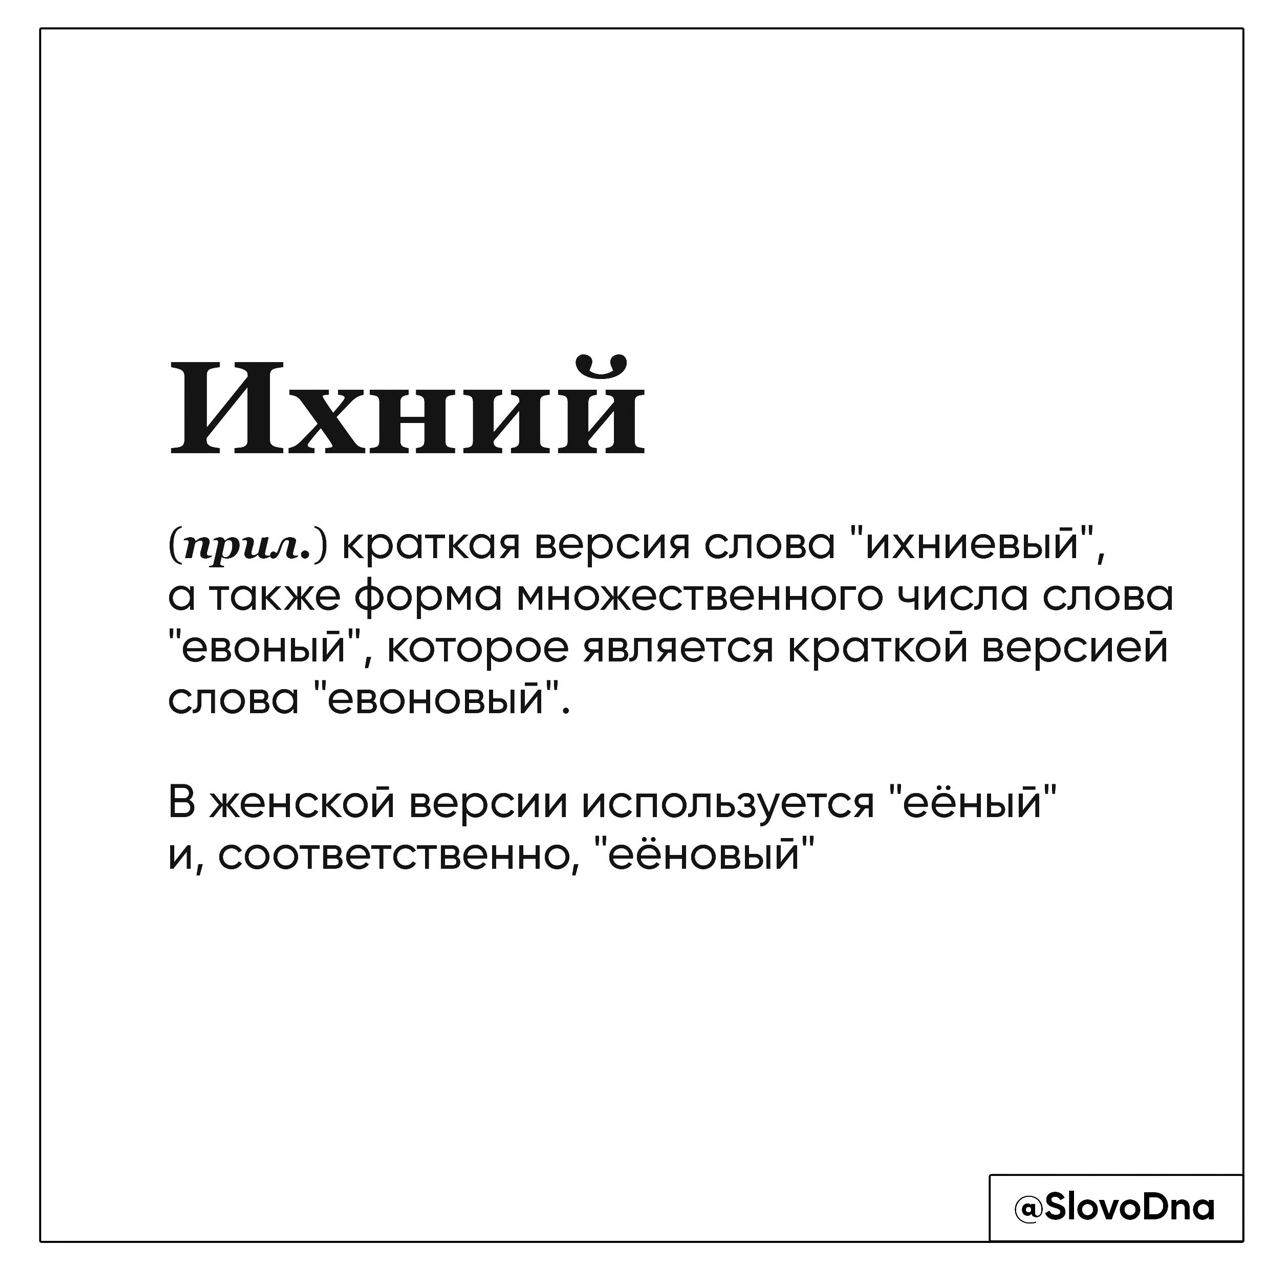 Ихний
(прил.) краткая версия слова "ихниевый",
а также форма множественного числа слова
"евоный", которое является краткой версией
слова "евоновый".
В женской версии используется "еёный"
и, соответственно, "еёновый"
@SlovoDna